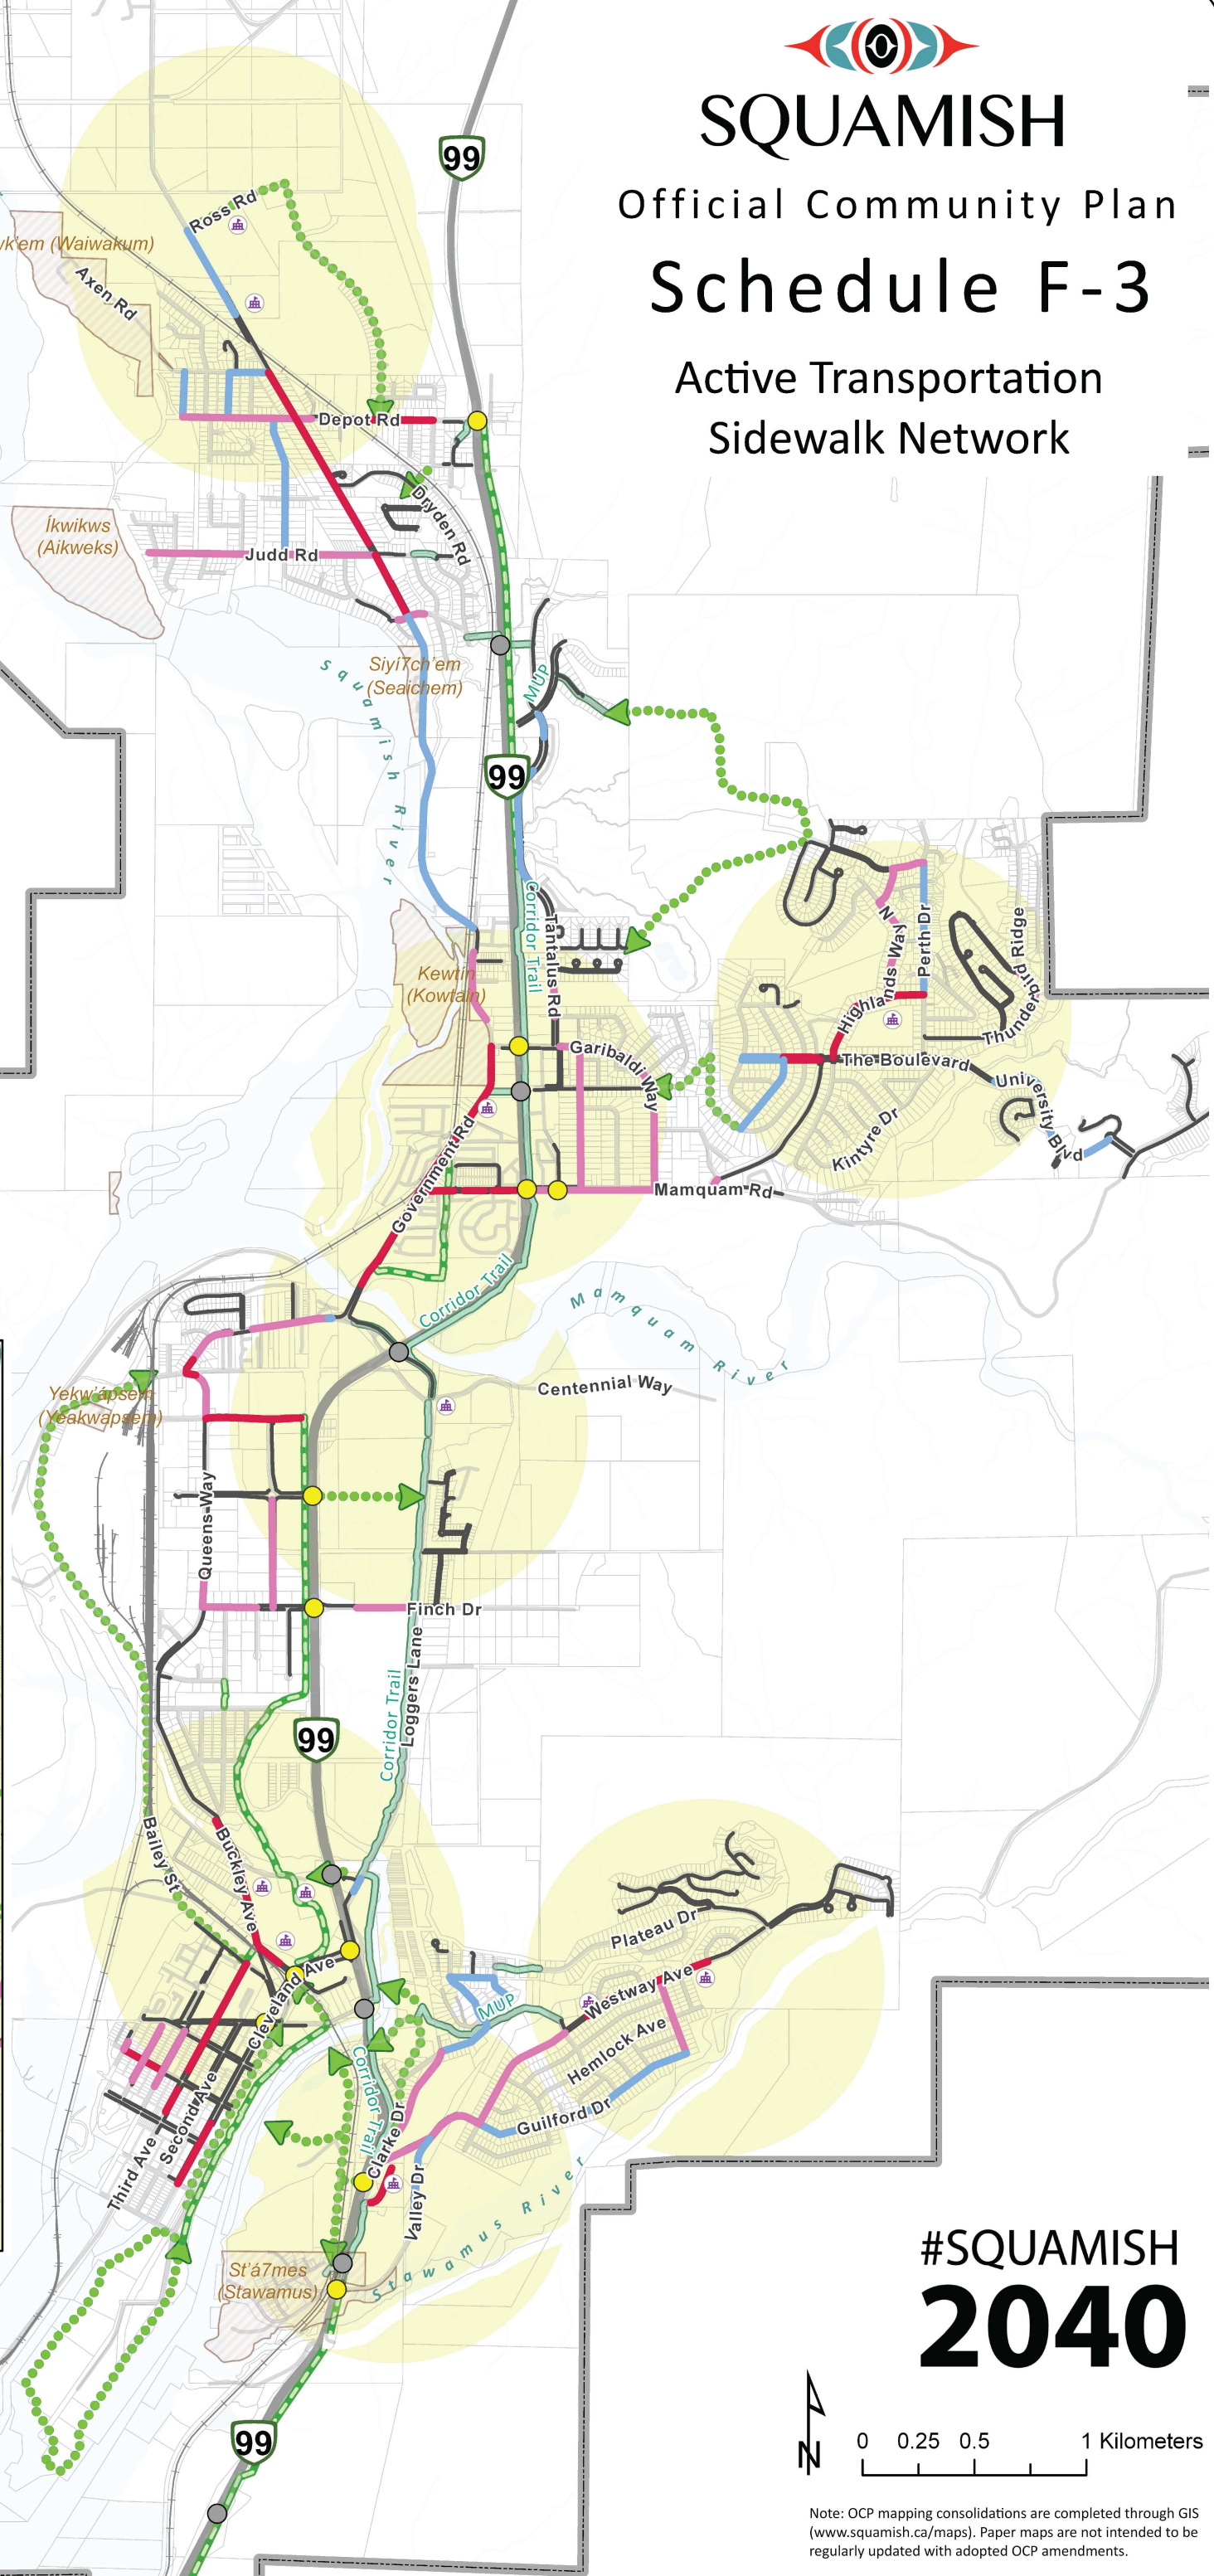 SQUAMISH
Official Community Plan
Schedule F-3
Active Transportation
Sidewalk Network
99
Ross Rd
(Waiwakum)
Axen Rd
Depot Rd
Dryden Rd
Íkwikws
(Aikweks)
Judd Rd
Siyí7ch'em
(Seaichem)
Squamish River
MUP
99
Corridor Trail
Tantalus Rd
Kewtín
(Kowtain)
Highlands Way N
Perth Dr
Thunderbird Ridge
Garibaldi Way
The Boulevard
University Blvd
Kintyre Dr
Government Rd
Mamquam Rd
Corridor Trail
Mamquam River
Centennial Way
Yekw'ápsem
(Yeakwapsem)
Queens Way
Finch Dr
Corridor Trail
Loggers Lane
99
Bailey St
Buckley Ave
Plateau Dr
Cleveland Ave
Westway Ave
MUP
Hemlock Ave
Corridor Trail
Guilford Dr
Clarke Dr
Second Ave
Third Ave
Valley Dr
Stawamus River
St'á7mes
(Stawamus)
#SQUAMISH
2040
99
N
0 0.25 0.5 1 Kilometers
Note: OCP mapping consolidations are completed through GIS
(www.squamish.ca/maps). Paper maps are not intended to be
regularly updated with adopted OCP amendments.